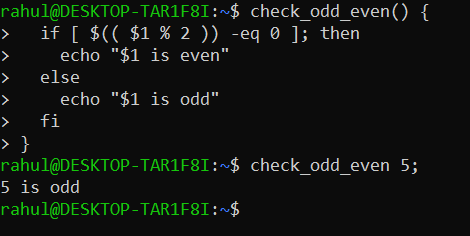 rahul@DESKTOP-TAR1F8I:~$ check_odd_even() {
>   if [ $(( $1 % 2 )) -eq 0 ]; then
>     echo "$1 is even"
>   else
>     echo "$1 is odd"
>   fi
> }
rahul@DESKTOP-TAR1F8I:~$ check_odd_even 5;
5 is odd
rahul@DESKTOP-TAR1F8I:~$